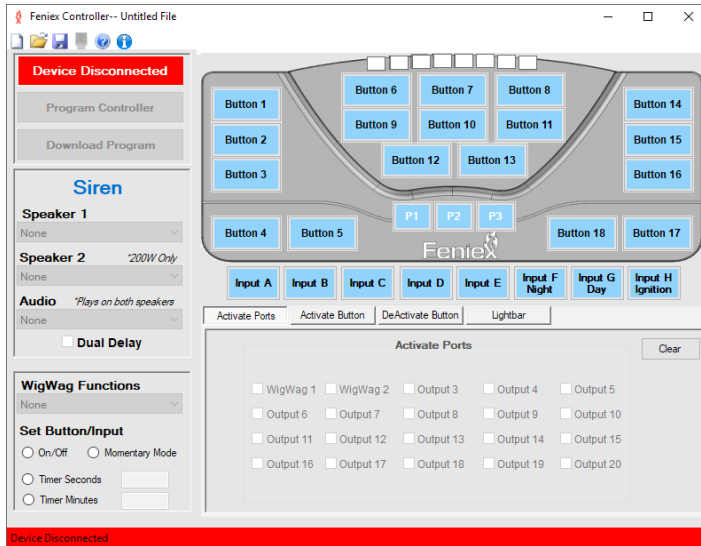 Feniex Controller-- Untitled File
Device Disconnected
Program Controller
Download Program
Siren
Speaker 1
None
Speaker 2 *200W Only
None
Audio *Plays on both speakers
None
Dual Delay
WigWag Functions
None
Set Button/Input
On/Off Momentary Mode
Timer Seconds
Timer Minutes
Button 6 Button 7 Button 8
Button 1 Button 14
Button 9 Button 10 Button 11
Button 2 Button 15
Button 12 Button 13
Button 3 Button 16
P1 P2 P3
Button 4 Button 5 Button 18 Button 17
Feniex
Input A Input B Input C Input D Input E Input F Night Input G Day Input H Ignition
Activate Ports Activate Button DeActivate Button Lightbar
Activate Ports
Clear
WigWag 1 WigWag 2 Output 3 Output 4 Output 5
Output 6 Output 7 Output 8 Output 9 Output 10
Output 11 Output 12 Output 13 Output 14 Output 15
Output 16 Output 17 Output 18 Output 19 Output 20
Device Disconnected